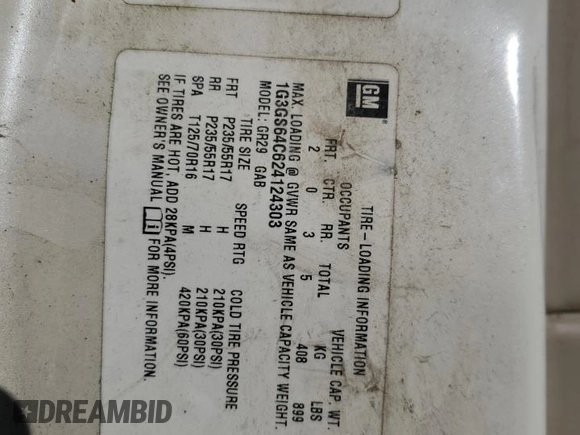 GM
TIRE-LOADING INFORMATION
OCCUPANTS VEHICLE CAP. WT.
FRT. CTR. RR. TOTAL KG LBS
2 0 3 5 408 899
MAX. LOADING @ GVWR SAME AS VEHICLE CAPACITY WEIGHT.
1G3GS64C624124303
MODEL: GR29 GAB
TIRE SIZE SPEED RTG COLD TIRE PRESSURE
FRT P235/55R17 H 210KPA(30PSI)
RR P235/55R17 H 210KPA(30PSI)
SPA T125/70R16 M 420KPA(60PSI)
IF TIRES ARE HOT, ADD 28KPA(4PSI).
SEE OWNER'S MANUAL FOR MORE INFORMATION.
DREAMBID